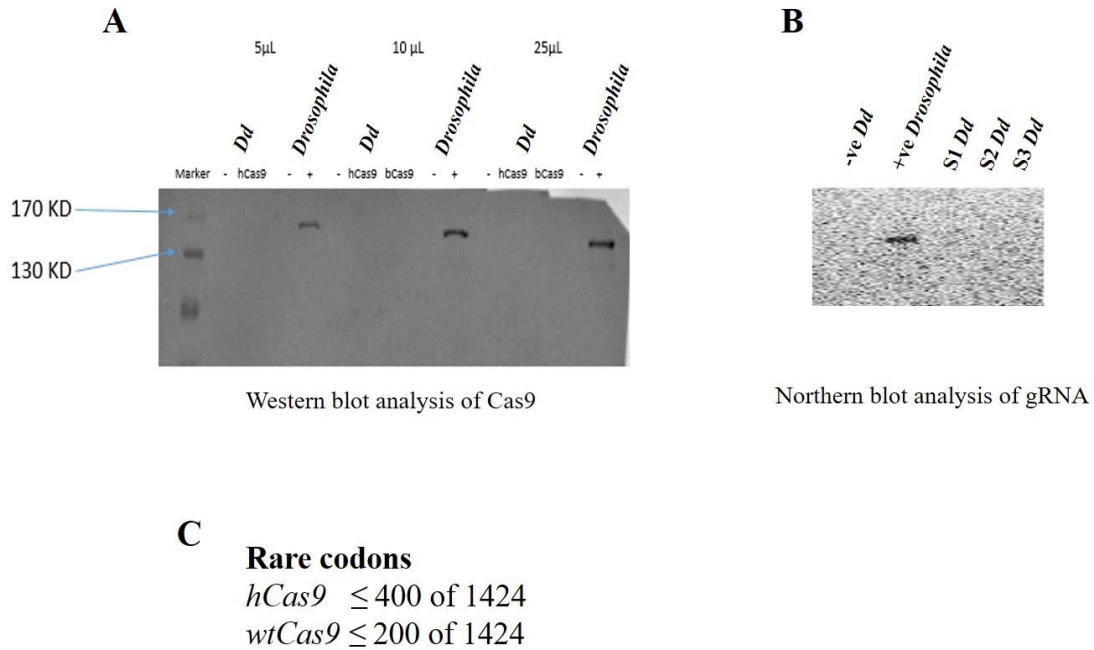 A
5µL 10 µL 25µL
Dd Drosophila Dd Drosophila Dd Drosophila
Marker - hCas9 - + - hCas9 bCas9 - + - hCas9 bCas9 - +
170 KD
130 KD
Western blot analysis of Cas9
B
-ve Dd +ve Drosophila S1 Dd S2 Dd S3 Dd
Northern blot analysis of gRNA
C
Rare codons
hCas9 ≤ 400 of 1424
wtCas9 ≤ 200 of 1424